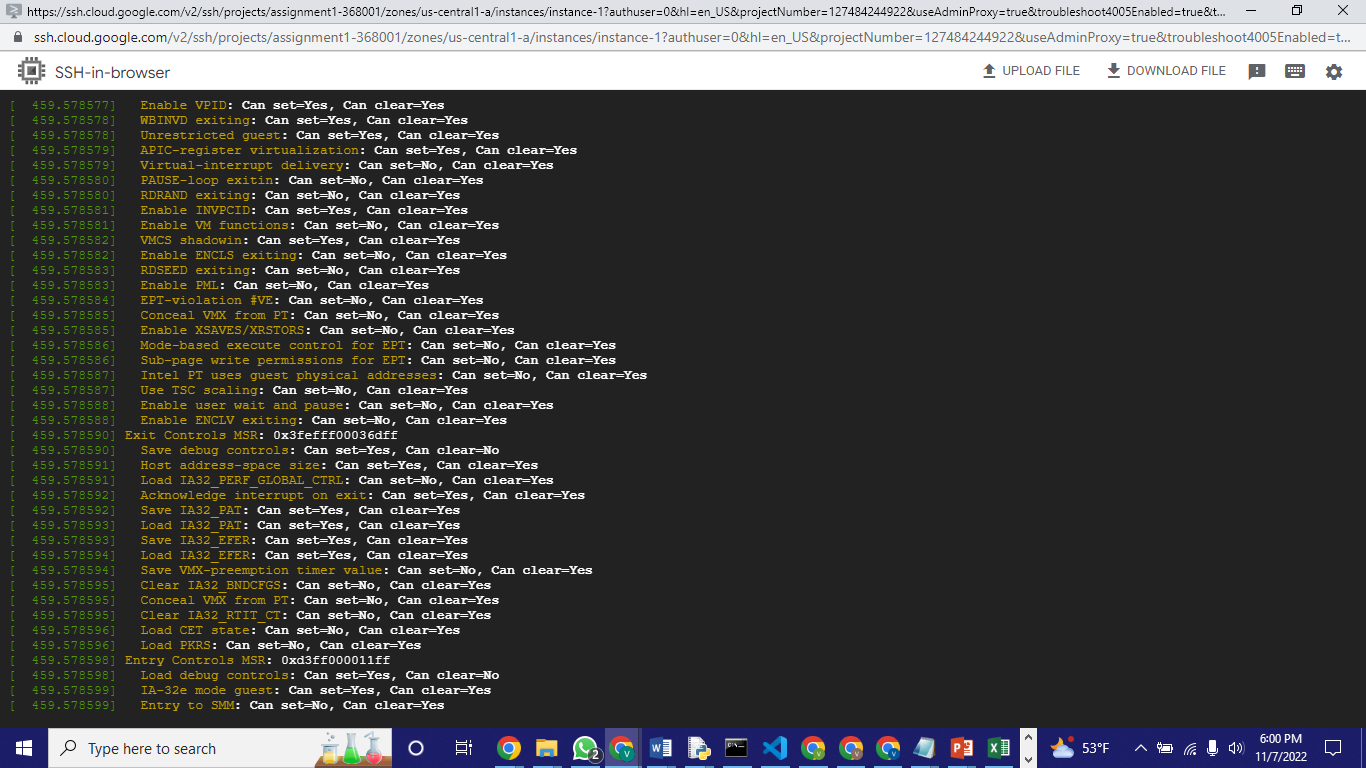 https://ssh.cloud.google.com/v2/ssh/projects/assignment1-368001/zones/us-central1-a/instances/instance-1?authuser=0&hl=en_US&projectNumber=127484244922&useAdminProxy=true&troubleshoot4005Enabled=true&t...
ssh.cloud.google.com/v2/ssh/projects/assignment1-368001/zones/us-central1-a/instances/instance-1?authuser=0&hl=en_US&projectNumber=127484244922&useAdminProxy=true&troubleshoot4005Enabled=t...
SSH-in-browser UPLOAD FILE DOWNLOAD FILE
[ 459.578577] Enable VPID: Can set=Yes, Can clear=Yes
[ 459.578578] WBINVD exiting: Can set=Yes, Can clear=Yes
[ 459.578578] Unrestricted guest: Can set=Yes, Can clear=Yes
[ 459.578579] APIC-register virtualization: Can set=Yes, Can clear=Yes
[ 459.578579] Virtual-interrupt delivery: Can set=No, Can clear=Yes
[ 459.578580] PAUSE-loop exitin: Can set=No, Can clear=Yes
[ 459.578580] RDRAND exiting: Can set=No, Can clear=Yes
[ 459.578581] Enable INVPCID: Can set=Yes, Can clear=Yes
[ 459.578581] Enable VM functions: Can set=No, Can clear=Yes
[ 459.578582] VMCS shadowin: Can set=Yes, Can clear=Yes
[ 459.578582] Enable ENCLS exiting: Can set=No, Can clear=Yes
[ 459.578583] RDSEED exiting: Can set=No, Can clear=Yes
[ 459.578583] Enable PML: Can set=No, Can clear=Yes
[ 459.578584] EPT-violation #VE: Can set=No, Can clear=Yes
[ 459.578585] Conceal VMX from PT: Can set=No, Can clear=Yes
[ 459.578585] Enable XSAVES/XRSTORS: Can set=No, Can clear=Yes
[ 459.578586] Mode-based execute control for EPT: Can set=No, Can clear=Yes
[ 459.578586] Sub-page write permissions for EPT: Can set=No, Can clear=Yes
[ 459.578587] Intel PT uses guest physical addresses: Can set=No, Can clear=Yes
[ 459.578587] Use TSC scaling: Can set=No, Can clear=Yes
[ 459.578588] Enable user wait and pause: Can set=No, Can clear=Yes
[ 459.578588] Enable ENCLV exiting: Can set=No, Can clear=Yes
[ 459.578590] Exit Controls MSR: 0x3fefff00036dff
[ 459.578590] Save debug controls: Can set=Yes, Can clear=No
[ 459.578591] Host address-space size: Can set=Yes, Can clear=Yes
[ 459.578591] Load IA32_PERF_GLOBAL_CTRL: Can set=No, Can clear=Yes
[ 459.578592] Acknowledge interrupt on exit: Can set=Yes, Can clear=Yes
[ 459.578592] Save IA32_PAT: Can set=Yes, Can clear=Yes
[ 459.578593] Load IA32_PAT: Can set=Yes, Can clear=Yes
[ 459.578593] Save IA32_EFER: Can set=Yes, Can clear=Yes
[ 459.578594] Load IA32_EFER: Can set=Yes, Can clear=Yes
[ 459.578594] Save VMX-preemption timer value: Can set=No, Can clear=Yes
[ 459.578595] Clear IA32_BNDCFGS: Can set=No, Can clear=Yes
[ 459.578595] Conceal VMX from PT: Can set=No, Can clear=Yes
[ 459.578595] Clear IA32_RTIT_CT: Can set=No, Can clear=Yes
[ 459.578596] Load CET state: Can set=No, Can clear=Yes
[ 459.578596] Load PKRS: Can set=No, Can clear=Yes
[ 459.578598] Entry Controls MSR: 0xd3ff000011ff
[ 459.578598] Load debug controls: Can set=Yes, Can clear=No
[ 459.578599] IA-32e mode guest: Can set=Yes, Can clear=Yes
[ 459.578599] Entry to SMM: Can set=No, Can clear=Yes
Type here to search 2 53°F 6:00 PM
11/7/2022